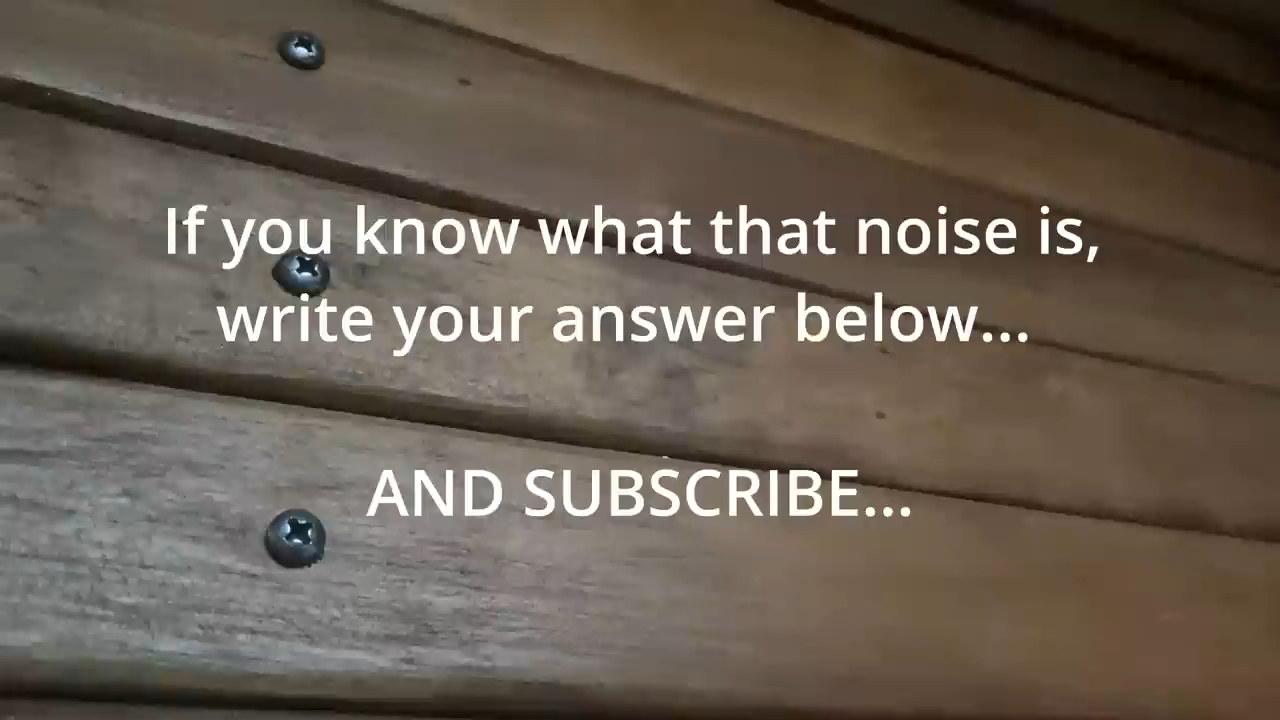 If you know what that noise is,
write your answer below...
AND SUBSCRIBE...